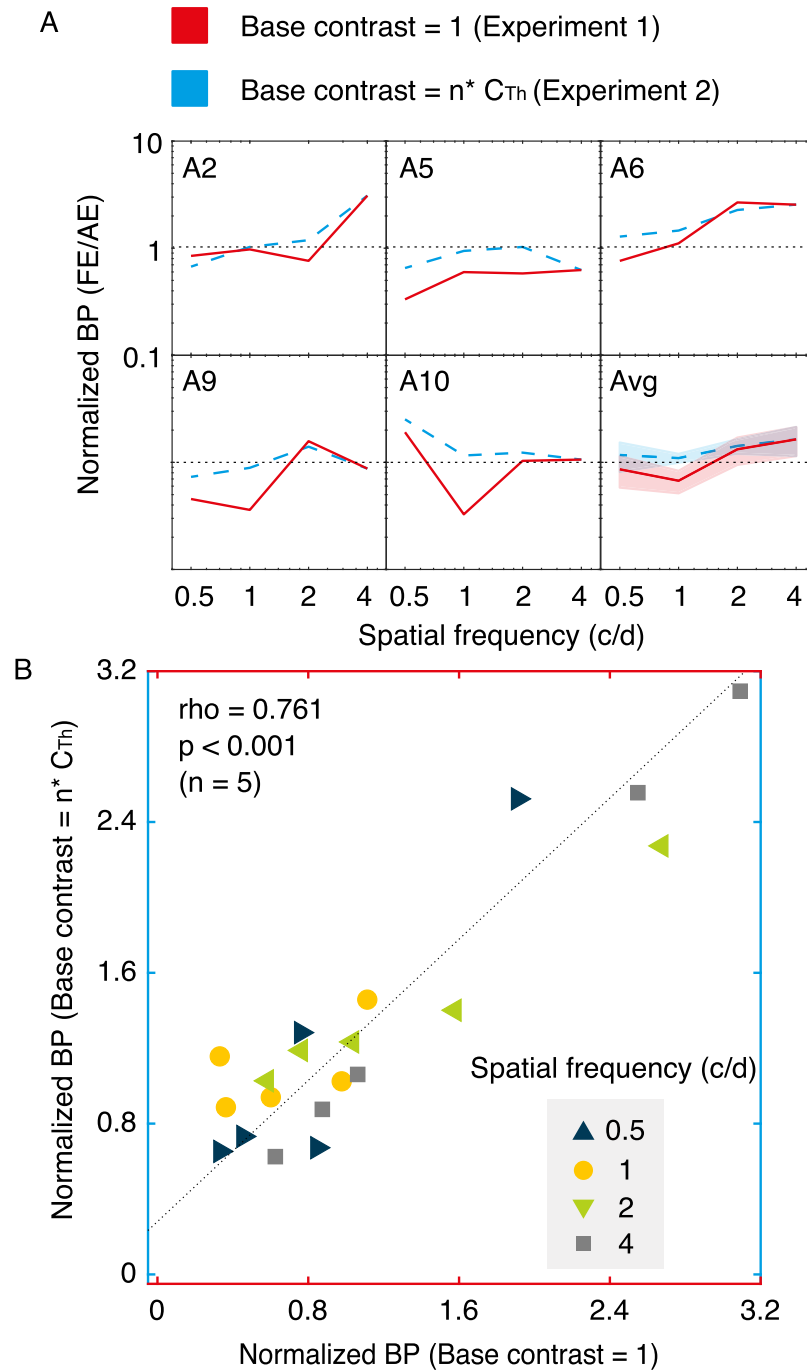 A
Base contrast = 1 (Experiment 1)
Base contrast = n* CTh (Experiment 2)
Normalized BP (FE/AE)
10
1
0.1
A2
A5
A6
A9
A10
Avg
0.5 1 2 4 0.5 1 2 4 0.5 1 2 4
Spatial frequency (c/d)
B
Normalized BP (Base contrast = n* CTh)
3.2
2.4
1.6
0.8
0
rho = 0.761
p < 0.001
(n = 5)
Spatial frequency (c/d)
0.5
1
2
4
0 0.8 1.6 2.4 3.2
Normalized BP (Base contrast = 1)